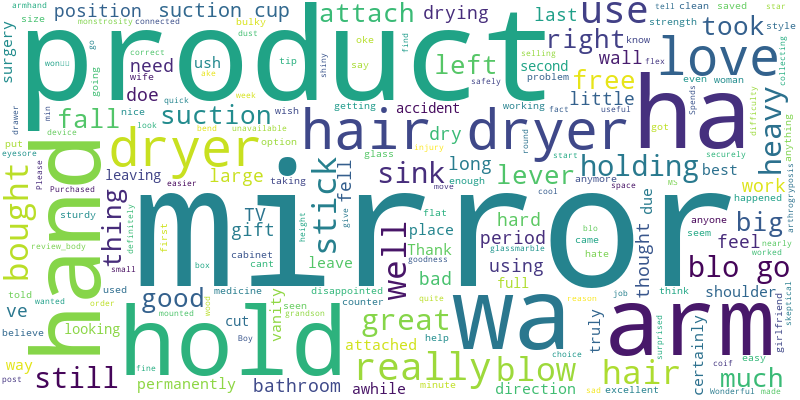 monstrosity connected armhand
position suction cup
attach drying last use took
tell clean saved star
strength style
surgery size bulky dust
product
go ush tip oke find
right know
love
going won correct
need wife
left second
wall flex
even woman
doe ake say shiny
free problem safely
collecting
drawer min quick week selling
suction
nice look
accident little
Spends
difficulty
ha
heavy
put device band unavailable wish getting working fact useful
fall
hair dryer
dry
got
anything
eyesore
dryer
option glass injury round start
holding
securely
hand
Please Purchased easier
leaving large taking
sink long lever best
MS
arthrogryposis
bought
thing
definitely
stick
fell give
move enough cool anymore space
work
happened
sturdy
first
TV gift
height
flat place hard
blo came hate
due
anyone seem nearly
big
review_body
small
mirror
box cabinet cant
leave
well
Thank period glassmarble
thought
feel worked
told wanted order used medicine
goodness using full
blo go
ve
good
mounted wood
vanity
seen grandson
disappointed counter
bad
quite
wa
reason job think
shoulder
girlfriend
skeptical
believe looking
hold
cut Boy
great
attached help
truly
surprised
arm
way post
still
fine permanently
bathroom
really blow
awhile minute direction choice sad
hair
excellent
certainly
coif easy
much
Wonderful made